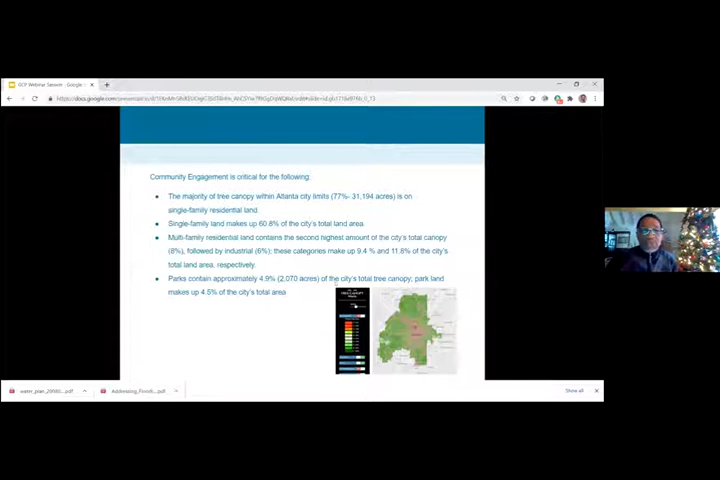 GCP Webinar Session - Google
Community Engagement is critical for the following:
The majority of tree canopy within Atlanta city limits (77%- 31,194 acres) is on
single-family residential land.
Single-family land makes up 60.8% of the city's total land area.
Multi-family residential land contains the second highest amount of the city's total canopy
(8%), followed by industrial (6%); these categories make up 9.4 % and 11.8% of the city's
total land area, respectively.
Parks contain approximately 4.9% (2,070 acres) of the city's total tree canopy; park land
makes up 4.5% of the city's total area
TREE CANOPY
Show all